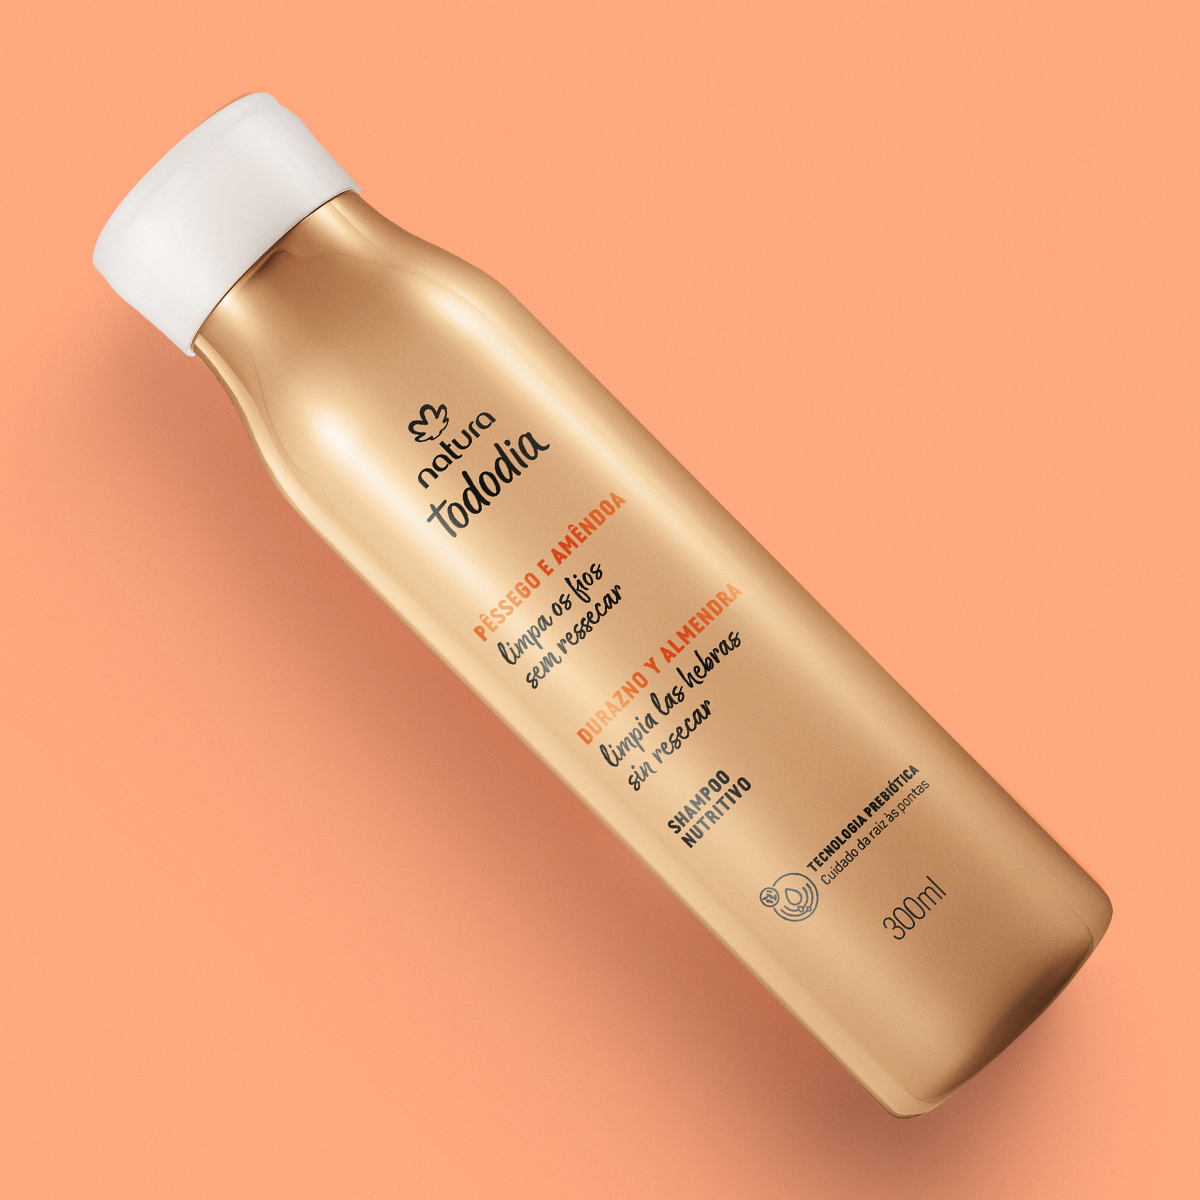 natura
tododia
PÊSSEGO E AMÊNDOA
limpa os fios
sem ressecar
DURAZNO Y ALMENDRA
limpia las hebras
sin resecar
SHAMPOO
NUTRITIVO
TECNOLOGIA PREBIÓTICA
Cuidado da raiz às pontas
300ml